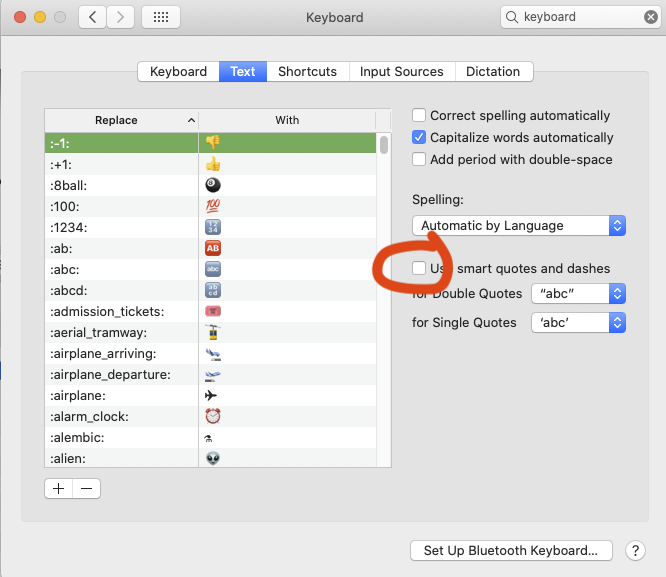 Keyboard
keyboard
Keyboard Text Shortcuts Input Sources Dictation
Replace With
:-1: 👎
:+1: 👍
:8ball: 🎱
:100: 💯
:1234: 🔢
:ab: 🆎
:abc: 🔤
:abcd: 🔡
:admission_tickets: 🎟
:aerial_tramway: 🚡
:airplane_arriving: 🛬
:airplane_departure: 🛫
:airplane: ✈
:alarm_clock: ⏰
:alembic: ⚗
:alien: 👽
Correct spelling automatically
Capitalize words automatically
Add period with double-space
Spelling:
Automatic by Language
Use smart quotes and dashes
for Double Quotes “abc”
for Single Quotes ‘abc’
Set Up Bluetooth Keyboard... ?